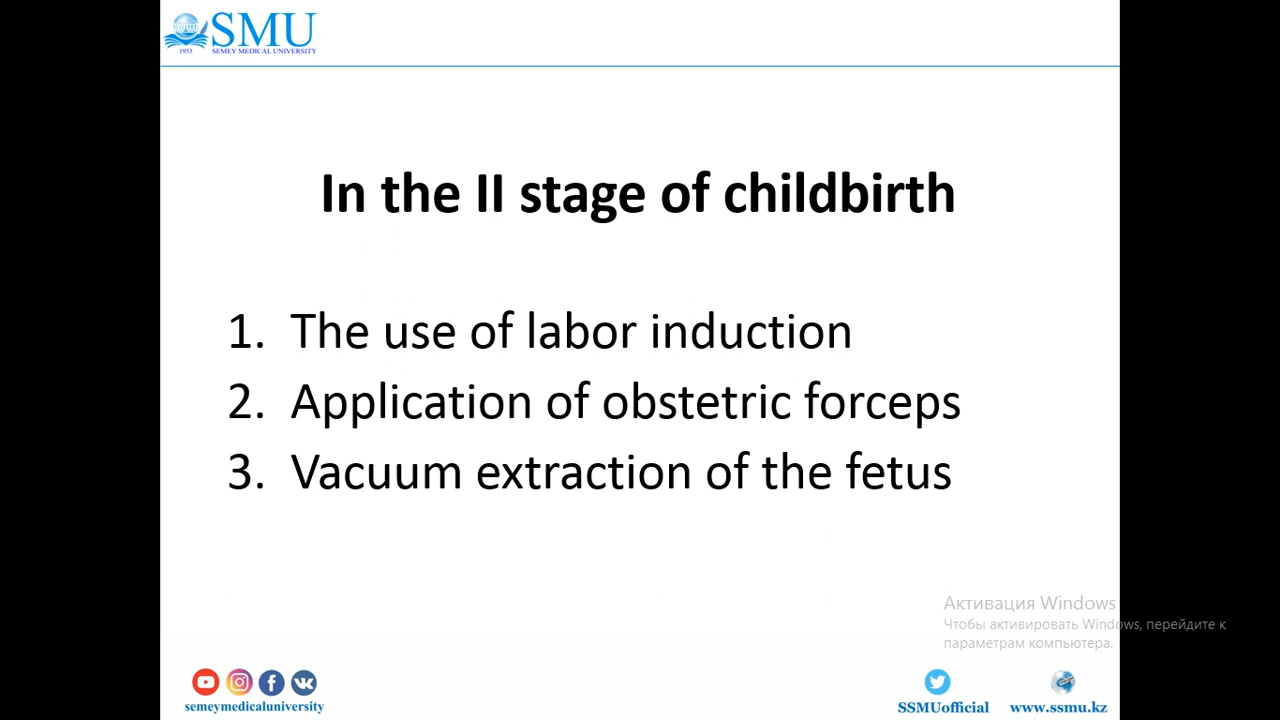 SMU
1953 SEMEY MEDICAL UNIVERSITY
In the II stage of childbirth
1. The use of labor induction
2. Application of obstetric forceps
3. Vacuum extraction of the fetus
Активация Windows
Чтобы активировать Windows, перейдите к
параметрам компьютера.
semeymedicaluniversity
SSMUofficial
www.ssmu.kz